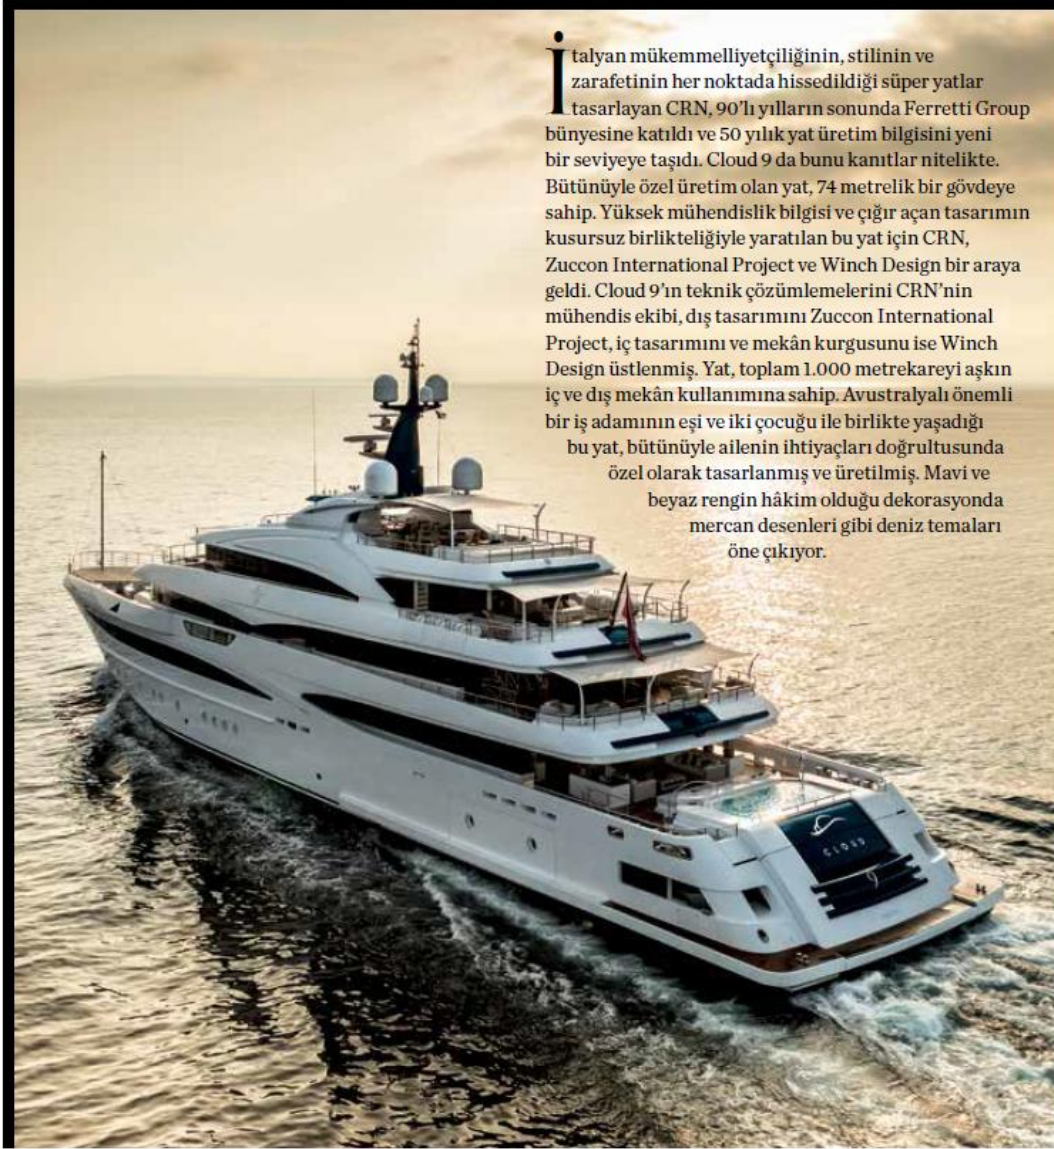 İtalyan mükemmelliyetçiliğinin, stilinin ve
zarafetinin her noktada hissedildiği süper yatlar
tasarlayan CRN, 90’lı yılların sonunda Ferretti Group
bünyesine katıldı ve 50 yılık yat üretim bilgisini yeni
bir seviyeye taşıdı. Cloud 9 da bunu kanıtlar nitelikte.
Bütünüyle özel üretim olan yat, 74 metrelik bir gövdeye
sahip. Yüksek mühendislik bilgisi ve çığır açan tasarımın
kusursuz birlikteliğiyle yaratılan bu yat için CRN,
Zuccon International Project ve Winch Design bir araya
geldi. Cloud 9’ın teknik çözümlemelerini CRN’nin
mühendis ekibi, dış tasarımını Zuccon International
Project, iç tasarımını ve mekân kurgusunu ise Winch
Design üstlenmiş. Yat, toplam 1.000 metrekareyi aşkın
iç ve dış mekân kullanımına sahip. Avustralyalı önemli
bir iş adamının eşi ve iki çocuğu ile birlikte yaşadığı
bu yat, bütünüyle ailenin ihtiyaçları doğrultusunda
özel olarak tasarlanmış ve üretilmiş. Mavi ve
beyaz rengin hâkim olduğu dekorasyonda
mercan desenleri gibi deniz temaları
öne çıkıyor.
CLOUD
9